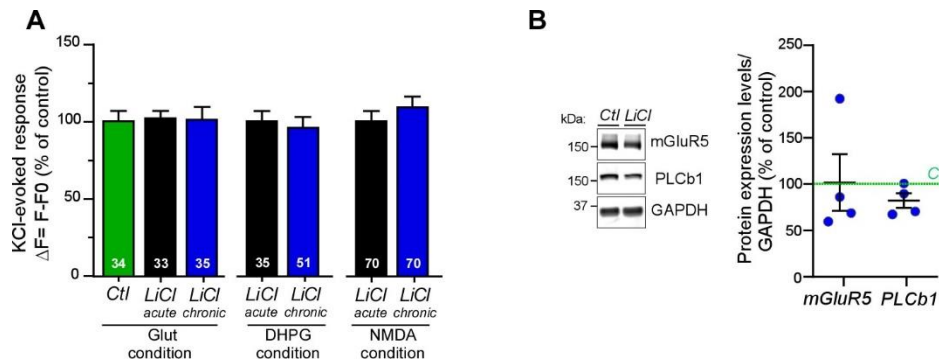 A
KCl-evoked response
ΔF= F-F0 (% of control)
150
100
50
0
34
33
35
35
51
70
70
Ctl
LiCl
acute
LiCl
chronic
LiCl
acute
LiCl
chronic
LiCl
acute
LiCl
chronic
Glut
condition
DHPG
condition
NMDA
condition
B
kDa:
Ctl LiCl
150
mGluR5
150
PLCb1
37
GAPDH
Protein expression levels/
GAPDH (% of control)
250
200
150
100
50
0
C
mGluR5 PLCb1